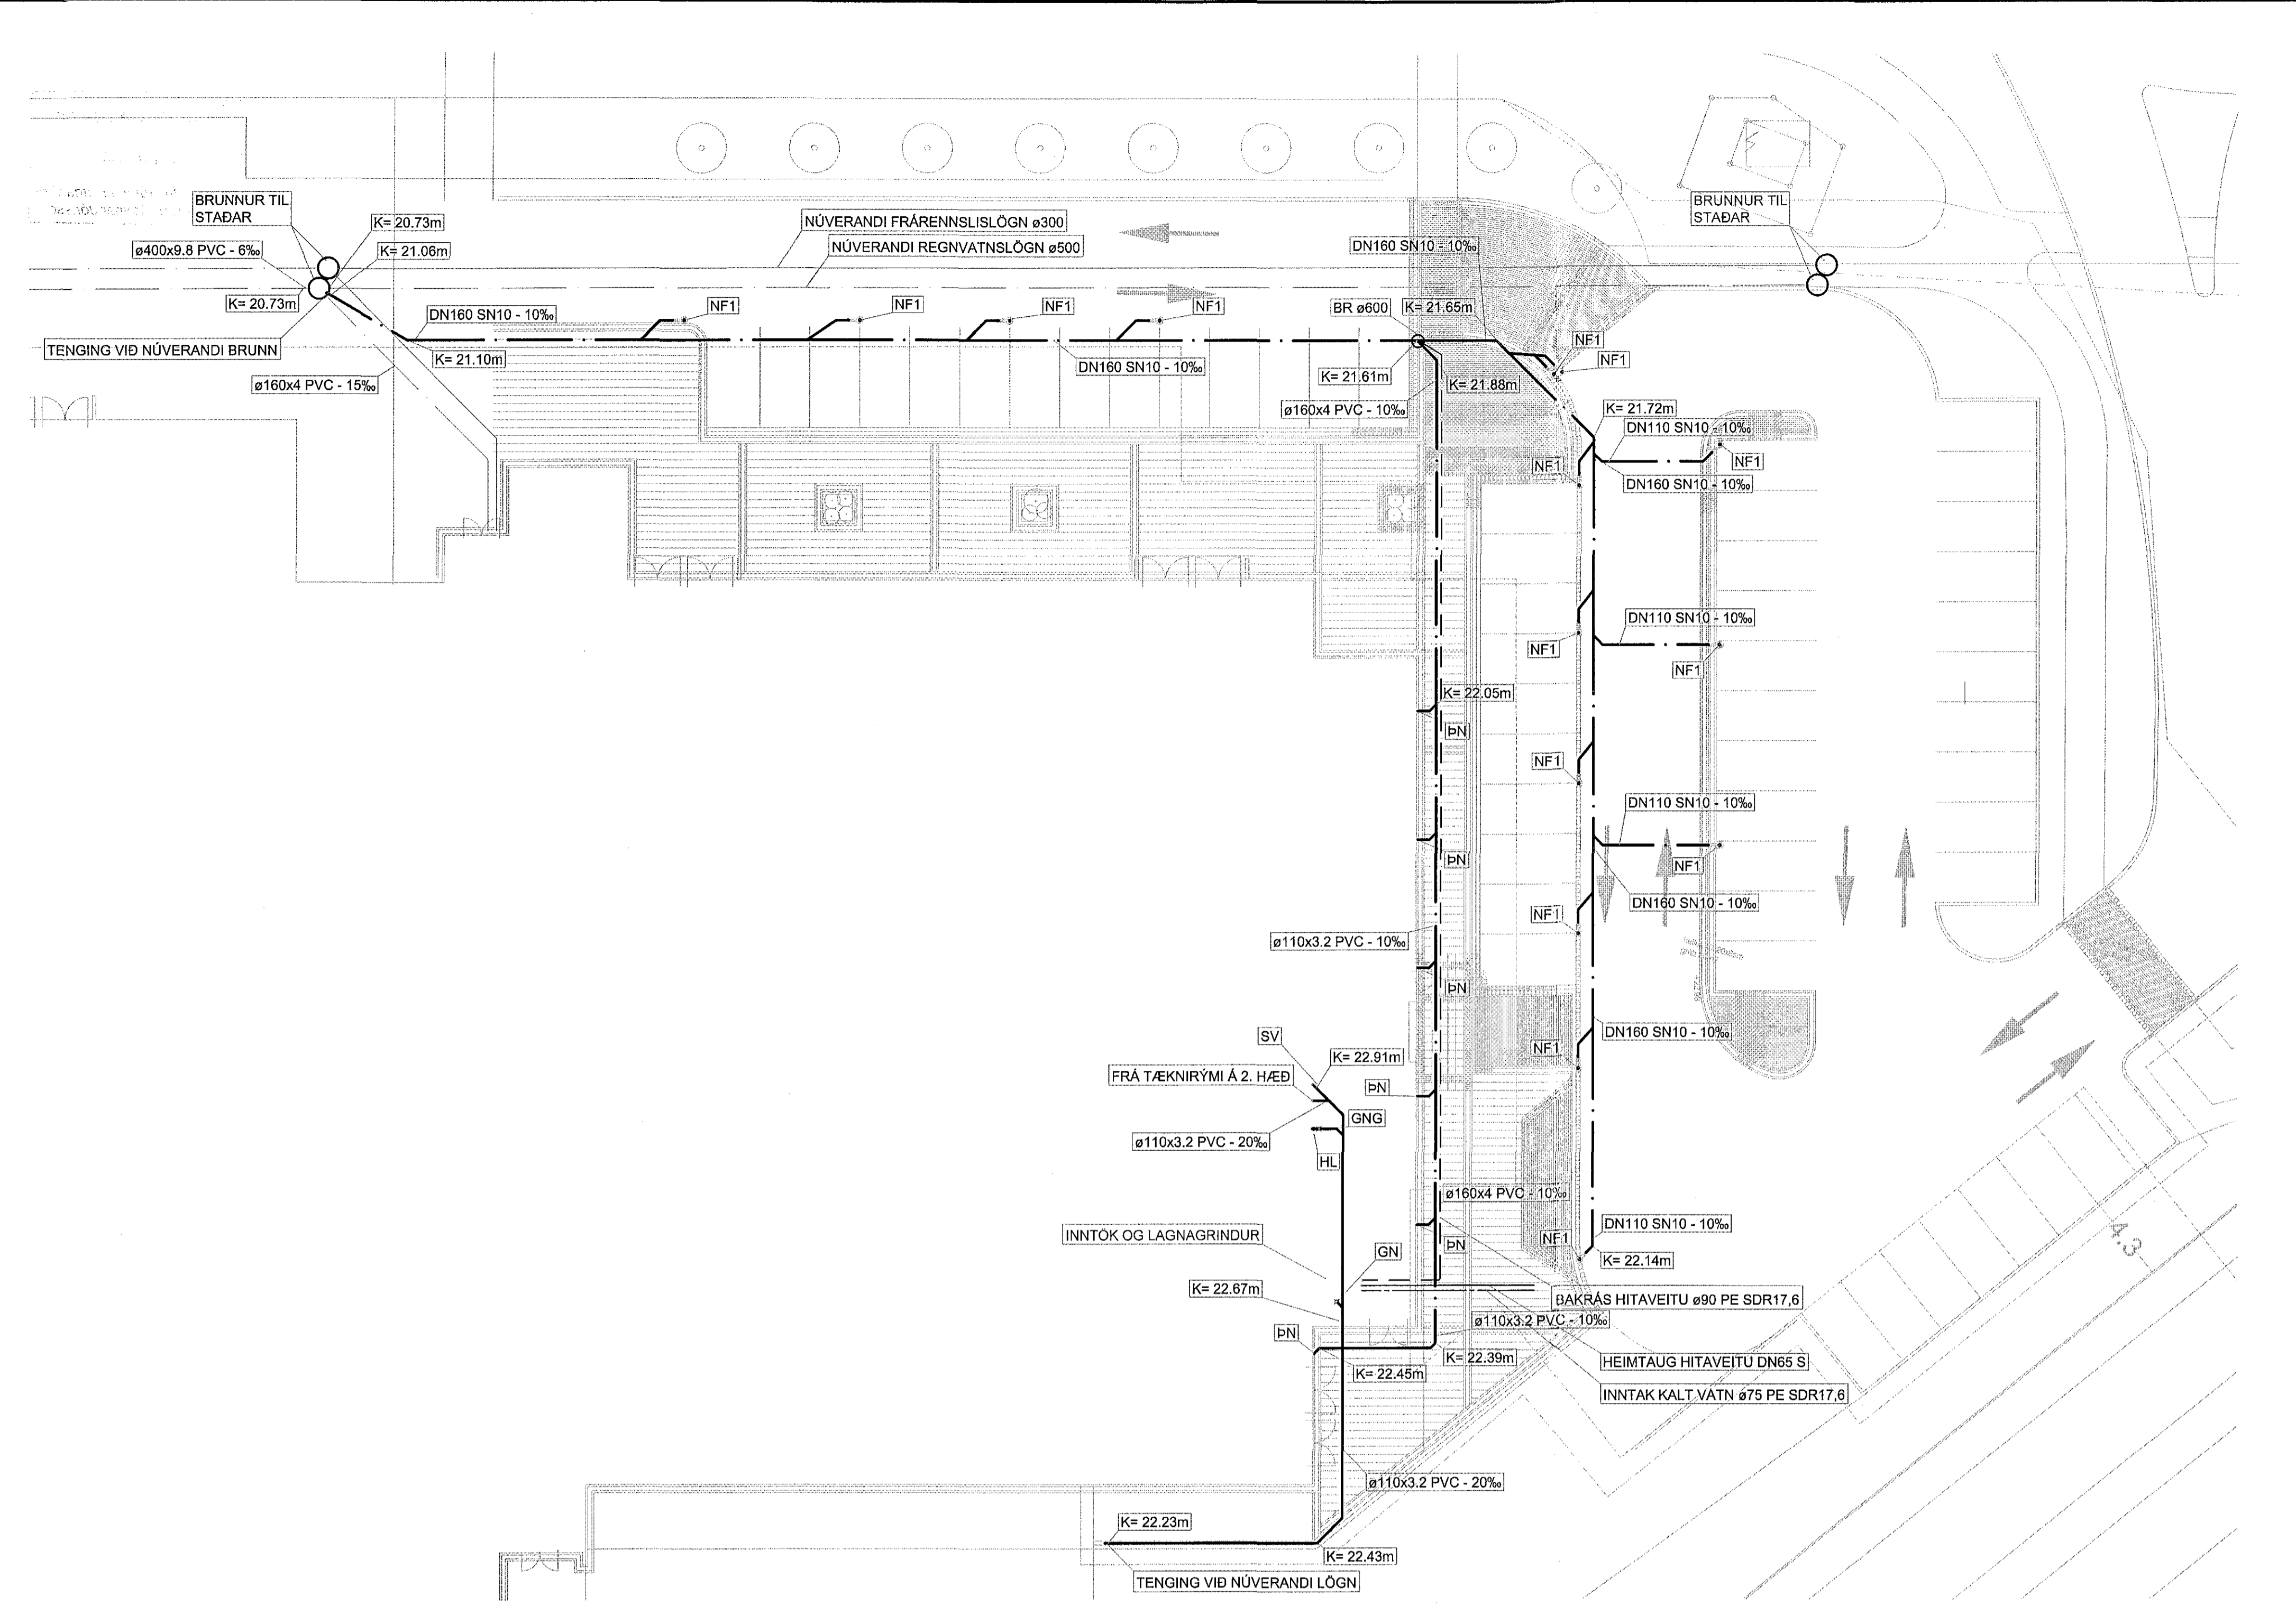 BRUNNUR TIL
STAÐAR
K= 20.73m
ø400x9.8 PVC - 6‰
K= 21.06m
K= 20.73m
TENGING VIÐ NÚVERANDI BRUNN
DN160 SN10 - 10‰
K= 21.10m
ø160x4 PVC - 15‰
NÚVERANDI FRÁRENNSLISLÖGN ø300
NÚVERANDI REGNVATNSLÖGN ø500
NF1
NF1
NF1
NF1
DN160 SN10 - 10‰
BRUNNUR TIL
STAÐAR
DN160 SN10 - 10‰
BR ø600
K= 21.65m
NF1
NF1
K= 21.61m
K= 21.88m
ø160x4 PVC - 10‰
K= 21.72m
DN110 SN10 - 10‰
NF1
NF1
DN160 SN10 - 10‰
DN110 SN10 - 10‰
NF1
NF1
K= 22.05m
ÞN
NF1
DN110 SN10 - 10‰
ÞN
NF1
DN160 SN10 - 10‰
NF1
ø110x3.2 PVC - 10‰
ÞN
DN160 SN10 - 10‰
NF1
SV
K= 22.91m
FRÁ TÆKNIRÝMI Á 2. HÆÐ
ÞN
GNG
ø110x3.2 PVC - 20‰
HL
ø160x4 PVC - 10‰
DN110 SN10 - 10‰
INNTÖK OG LAGNAGRINDUR
NF1
ÞN
GN
K= 22.14m
K= 22.67m
BAKRÁS HITAVEITU ø90 PE SDR17,6
ø110x3.2 PVC - 10‰
ÞN
K= 22.39m
HEIMTAUG HITAVEITU DN65 S
K= 22.45m
INNTAK KALT VATN ø75 PE SDR17,6
ø110x3.2 PVC - 20‰
K= 22.23m
K= 22.43m
TENGING VIÐ NÚVERANDI LÖGN
4.3